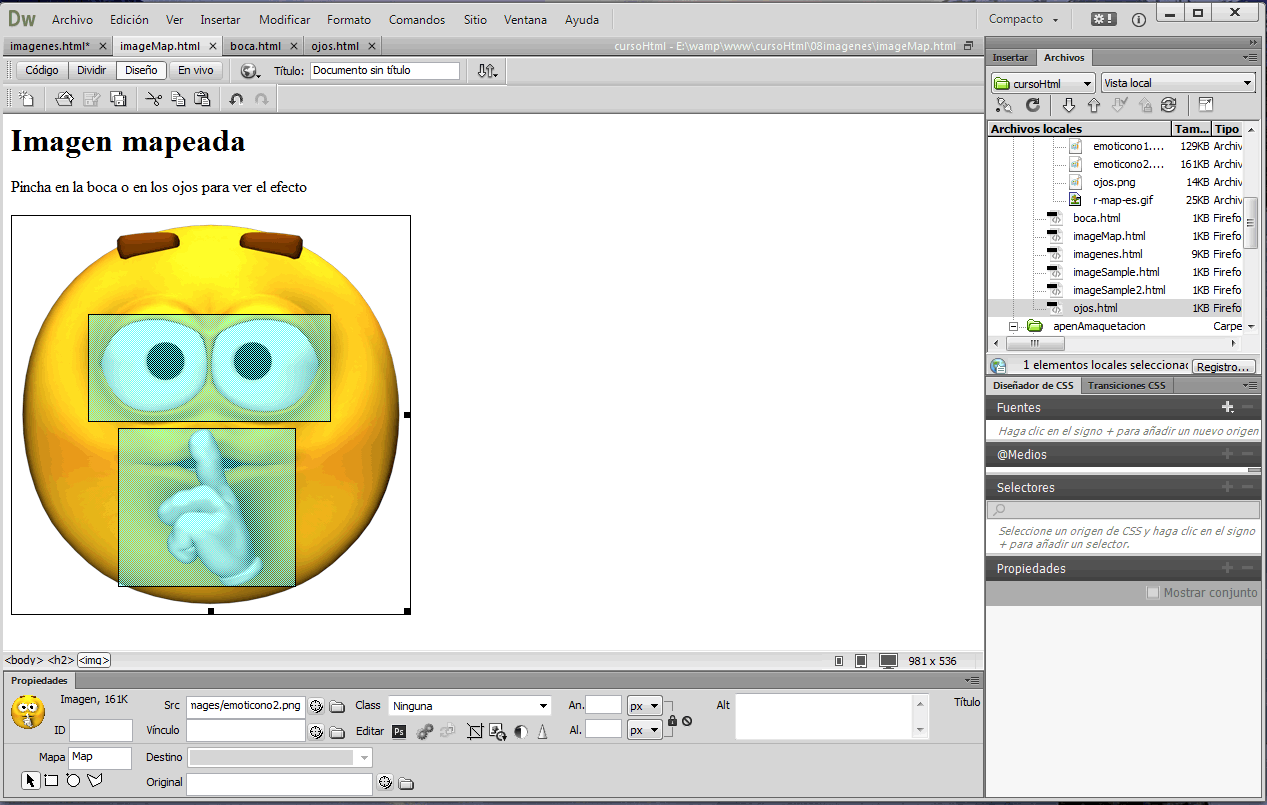 Dw Archivo Edición Ver Insertar Modificar Formato Comandos Sitio Ventana Ayuda Compacto
imagenes.html* imageMap.html boca.html ojos.html cursoHtml - E:\wamp\www\cursoHtml\08imagenes\imageMap.html
Código Dividir Diseño En vivo Título: Documento sin título
Imagen mapeada
Pincha en la boca o en los ojos para ver el efecto
<body> <h2> <img> 981 x 536
Propiedades
Imagen, 161K Src nages/emoticono2.png Class Ninguna An. px Alt Título
ID Vínculo Editar Ps Al. px
Mapa Map Destino
Original
Insertar Archivos
cursoHtml Vista local
Archivos locales Tam... Tipo
emoticono1.... 129KB Archiv
emoticono2.... 161KB Archiv
ojos.png 14KB Archiv
r-map-es.gif 25KB Archiv
boca.html 1KB Firefo
imageMap.html 1KB Firefo
imagenes.html 9KB Firefo
imageSample.html 1KB Firefo
imageSample2.html 1KB Firefo
ojos.html 1KB Firefo
apenAmaquetacion Carpe
1 elementos locales seleccionac Registro...
Diseñador de CSS Transiciones CSS
Fuentes
Haga clic en el signo + para añadir un nuevo origen
@Medios
Selectores
Seleccione un origen de CSS y haga clic en el signo
+ para añadir un selector.
Propiedades
Mostrar conjunto